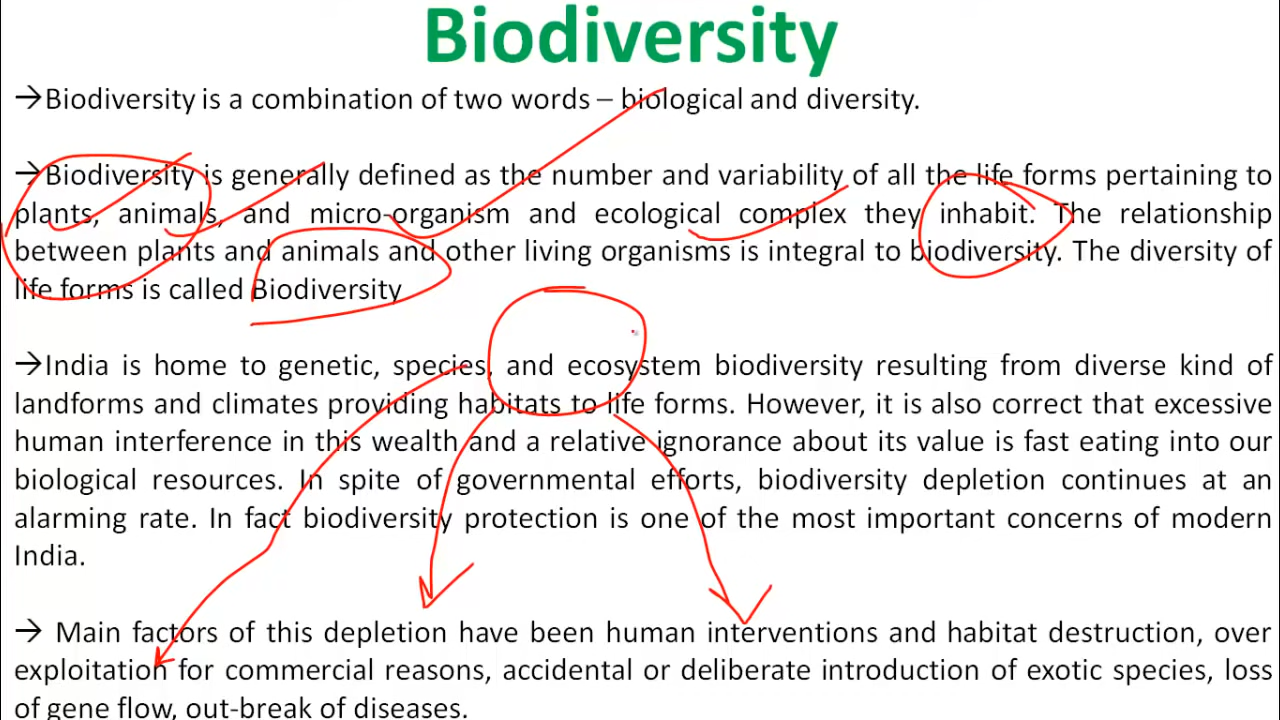 Biodiversity
→Biodiversity is a combination of two words – biological and diversity.
→Biodiversity is generally defined as the number and variability of all the life forms pertaining to
plants, animals, and micro-organism and ecological complex they inhabit. The relationship
between plants and animals and other living organisms is integral to biodiversity. The diversity of
life forms is called Biodiversity
→India is home to genetic, species, and ecosystem biodiversity resulting from diverse kind of
landforms and climates providing habitats to life forms. However, it is also correct that excessive
human interference in this wealth and a relative ignorance about its value is fast eating into our
biological resources. In spite of governmental efforts, biodiversity depletion continues at an
alarming rate. In fact biodiversity protection is one of the most important concerns of modern
India.
→ Main factors of this depletion have been human interventions and habitat destruction, over
exploitation for commercial reasons, accidental or deliberate introduction of exotic species, loss
of gene flow, out-break of diseases.